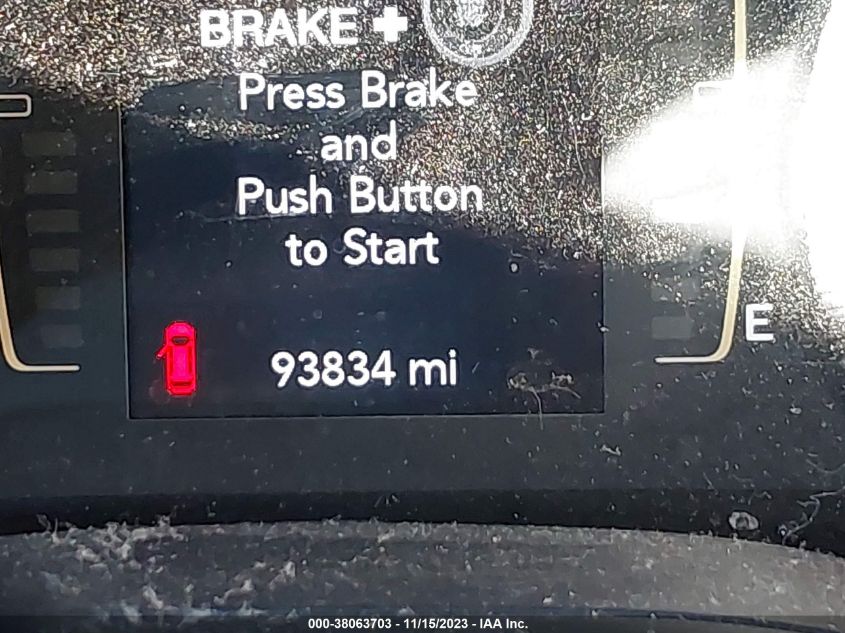 BRAKE +
Press Brake
and
Push Button
to Start
E
93834 mi
000-38063703 - 11/15/2023 - IAA Inc.